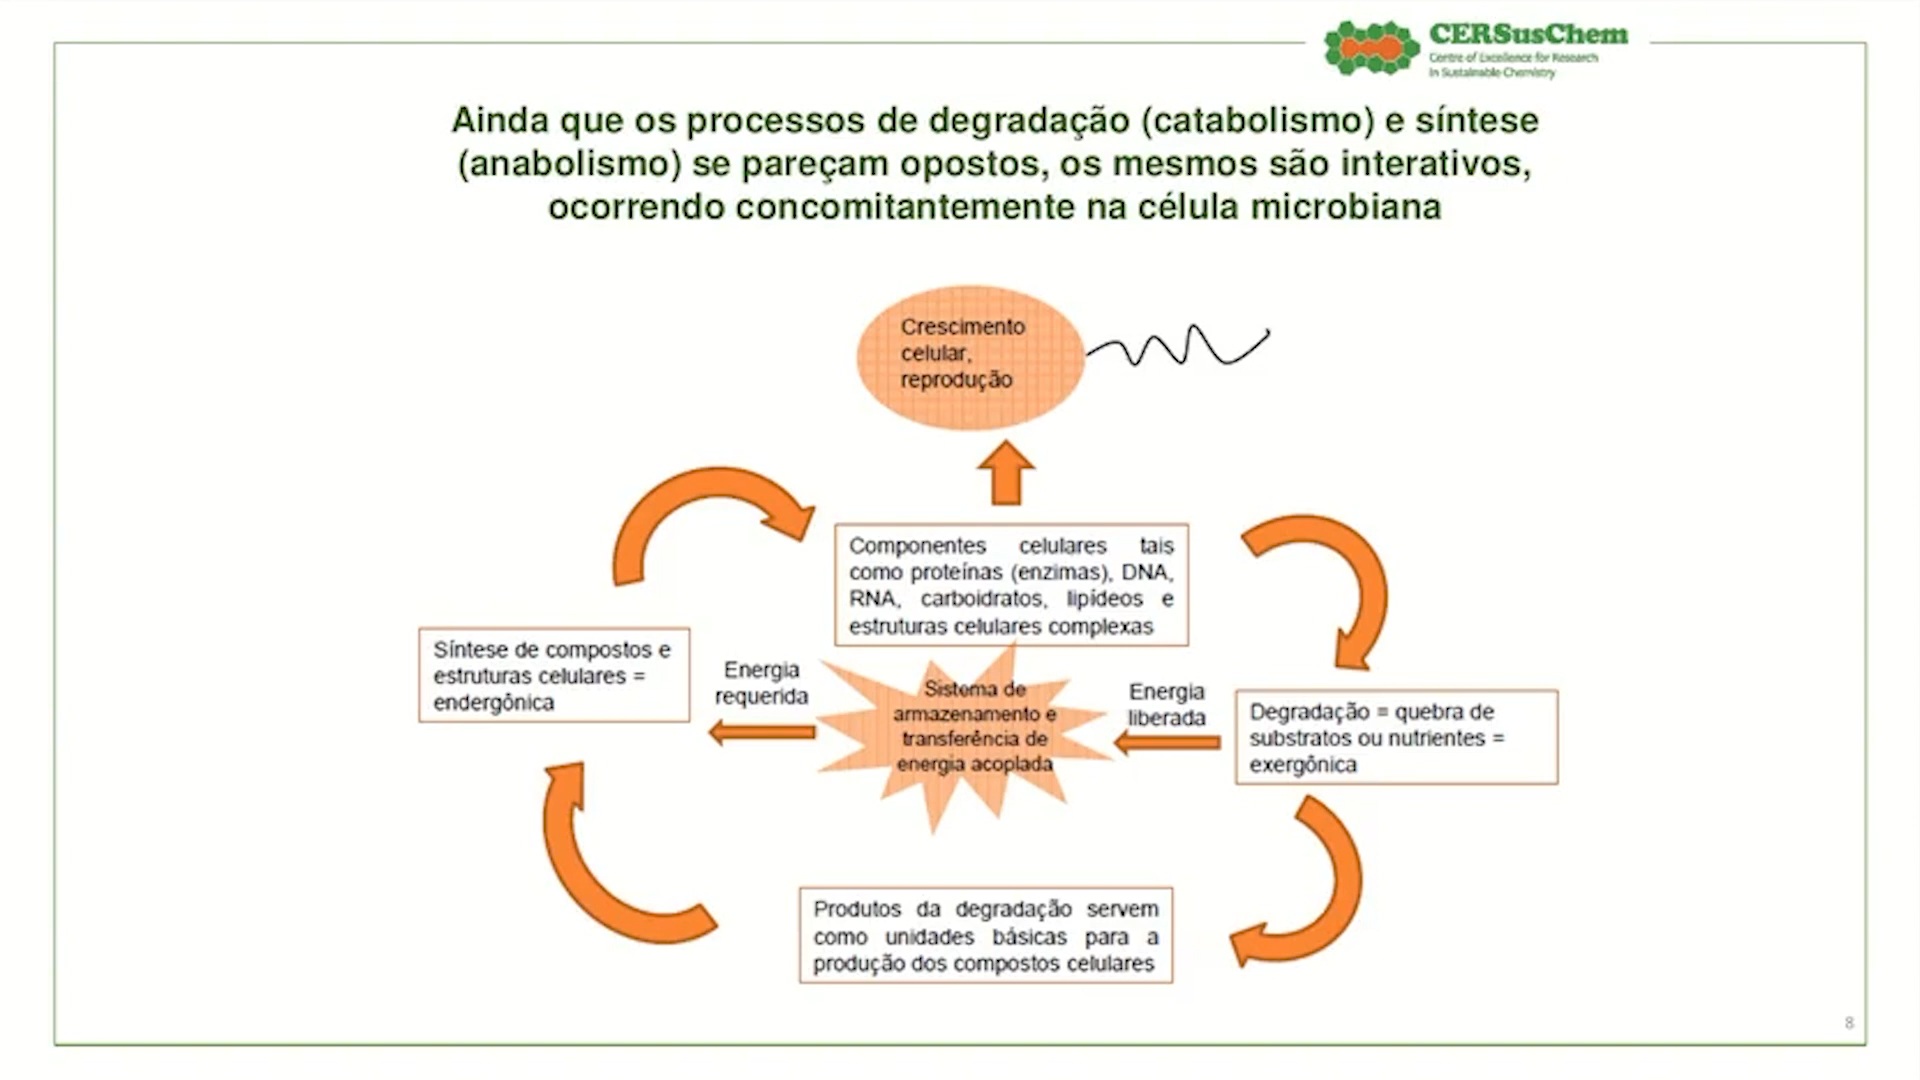 CERSusChem
Centre of Excellence for Research
in Sustainable Chemistry
Ainda que os processos de degradação (catabolismo) e síntese
(anabolismo) se pareçam opostos, os mesmos são interativos,
ocorrendo concomitantemente na célula microbiana
Crescimento
celular,
reprodução
Componentes celulares tais
como proteínas (enzimas), DNA,
RNA, carboidratos, lipídeos e
estruturas celulares complexas
Síntese de compostos e
estruturas celulares =
endergônica
Energia
requerida
Sistema de
armazenamento e
transferência de
energia acoplada
Energia
liberada
Degradação = quebra de
substratos ou nutrientes =
exergônica
Produtos da degradação servem
como unidades básicas para a
produção dos compostos celulares
8